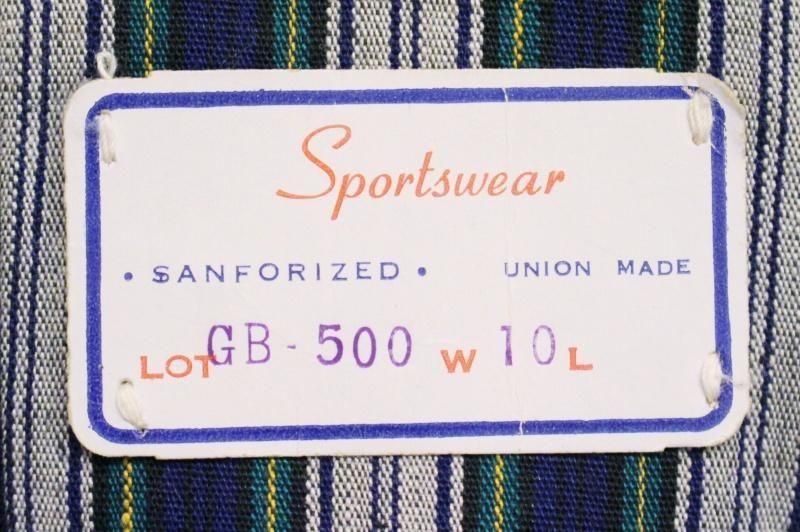 Sportswear
• SANFORIZED • UNION MADE
LOT GB-500 W 10 L